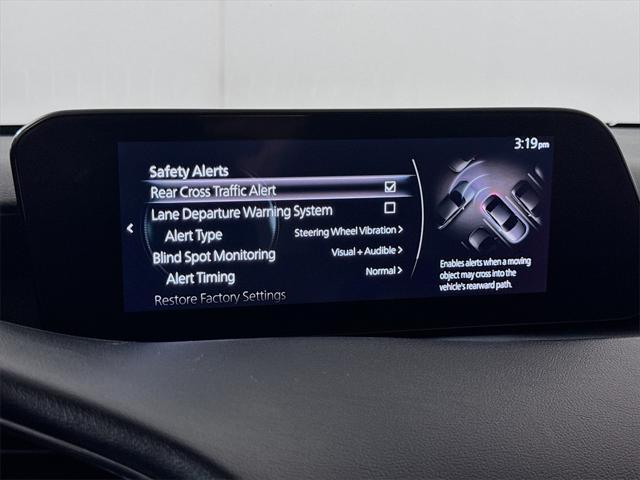 3:19pm
Safety Alerts
Rear Cross Traffic Alert
Lane Departure Warning System
Alert Type Steering Wheel Vibration >
Blind Spot Monitoring Visual + Audible >
Alert Timing Normal >
Restore Factory Settings
Enables alerts when a moving
object may cross into the
vehicle's rearward path.